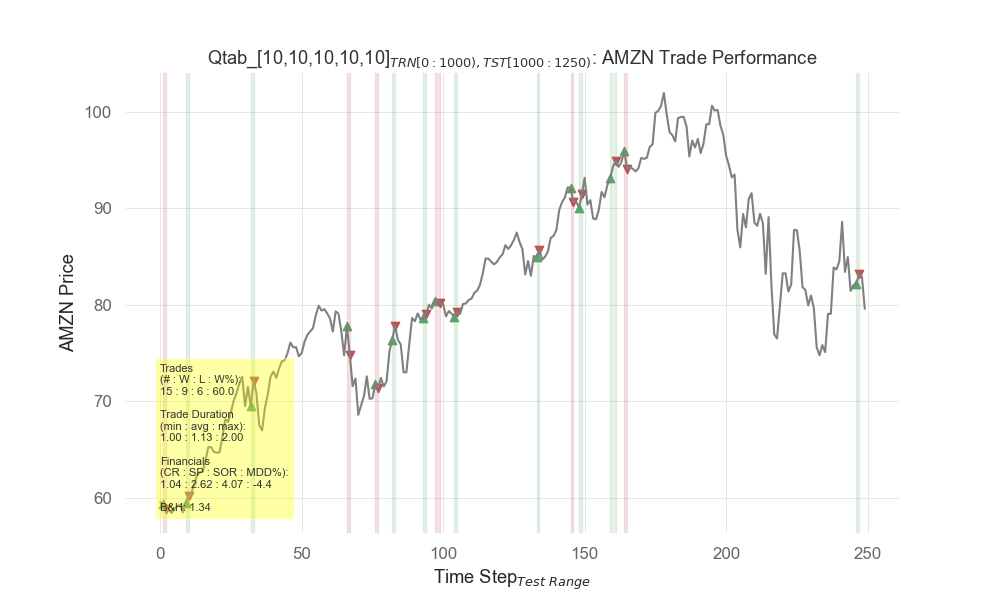 Qtab_[10,10,10,10,10]TRN[0 : 1000), TST[1000 : 1250): AMZN Trade Performance
100
90
80
70
60
AMZN Price
Trades
(# : W : L : W%):
15 : 9 : 6 : 60.0
Trade Duration
(min : avg : max):
1.00 : 1.13 : 2.00
Financials
(CR : SP : SOR : MDD%):
1.04 : 2.62 : 4.07 : -4.4
B&H: 1.34
0 50 100 150 200 250
Time StepTest Range